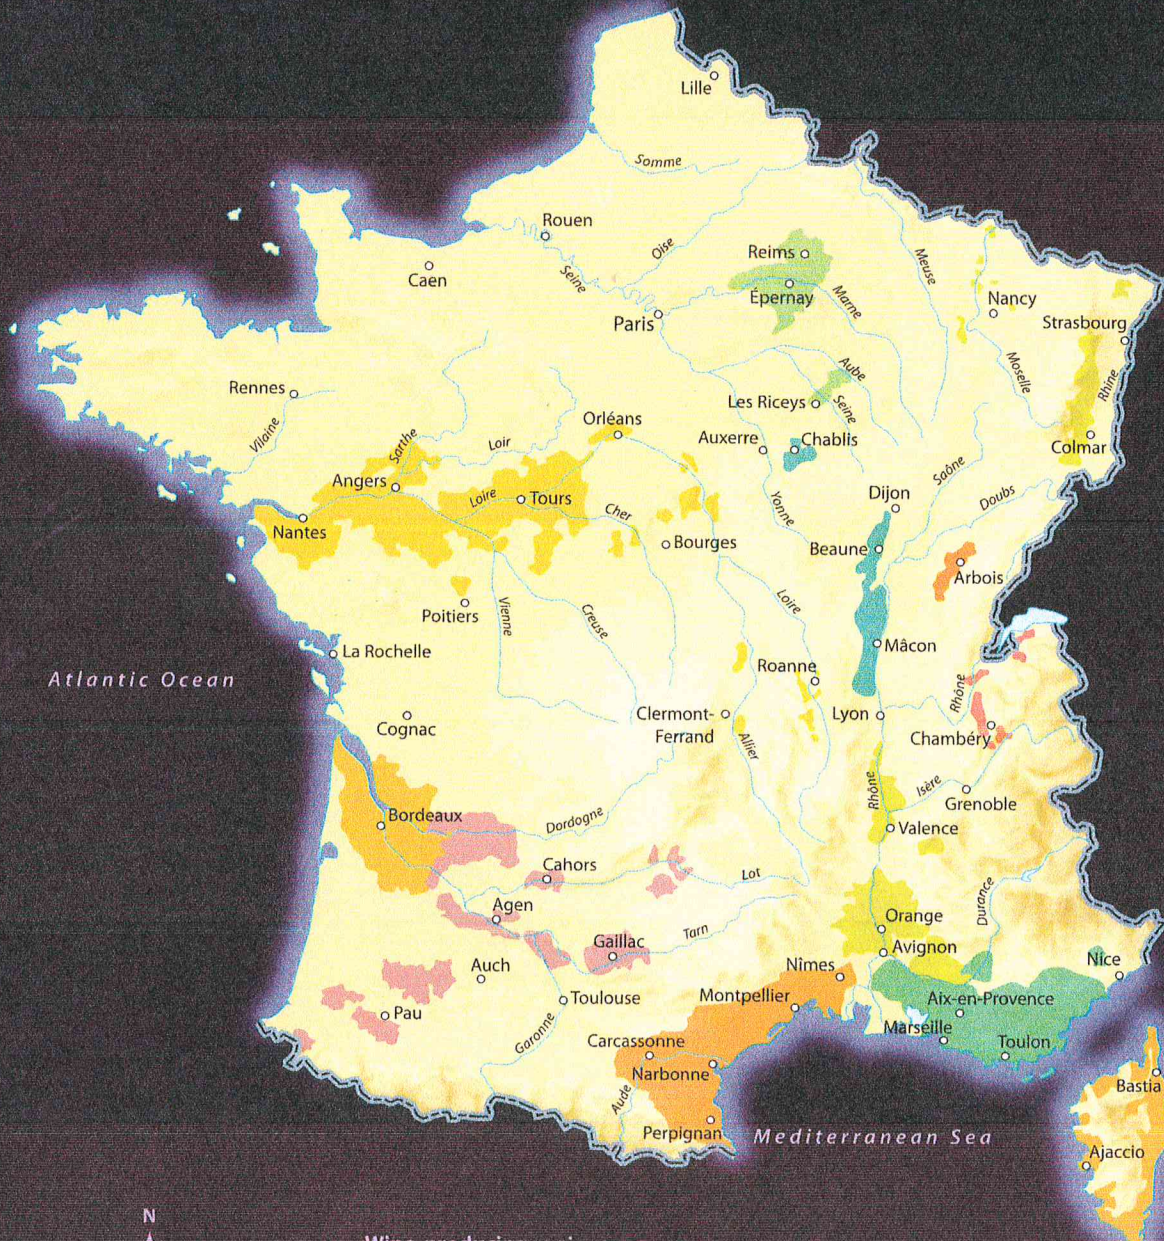 Lille
Somme
Rouen
Oise
Reims
Meuse
Caen
Seine
Épernay
Marne
Nancy
Paris
Strasbourg
Moselle
Rhine
Aube
Rennes
Les Riceys
Seine
Orléans
Vilaine
Sarthe
Loir
Auxerre
Chablis
Colmar
Angers
Saône
Loire
Tours
Dijon
Doubs
Cher
Yonne
Nantes
Bourges
Beaune
Arbois
Poitiers
Vienne
Creuse
Loire
La Rochelle
Mâcon
Atlantic Ocean
Roanne
Rhône
Cognac
Clermont-
Ferrand
Lyon
Chambéry
Allier
Rhône
Isère
Grenoble
Bordeaux
Dordogne
Valence
Cahors
Lot
Agen
Durance
Orange
Gaillac
Tarn
Avignon
Auch
Nîmes
Nice
Toulouse
Montpellier
Aix-en-Provence
Pau
Marseille
Garonne
Carcassonne
Toulon
Narbonne
Aude
Bastia
Perpignan
Mediterranean Sea
Ajaccio
N